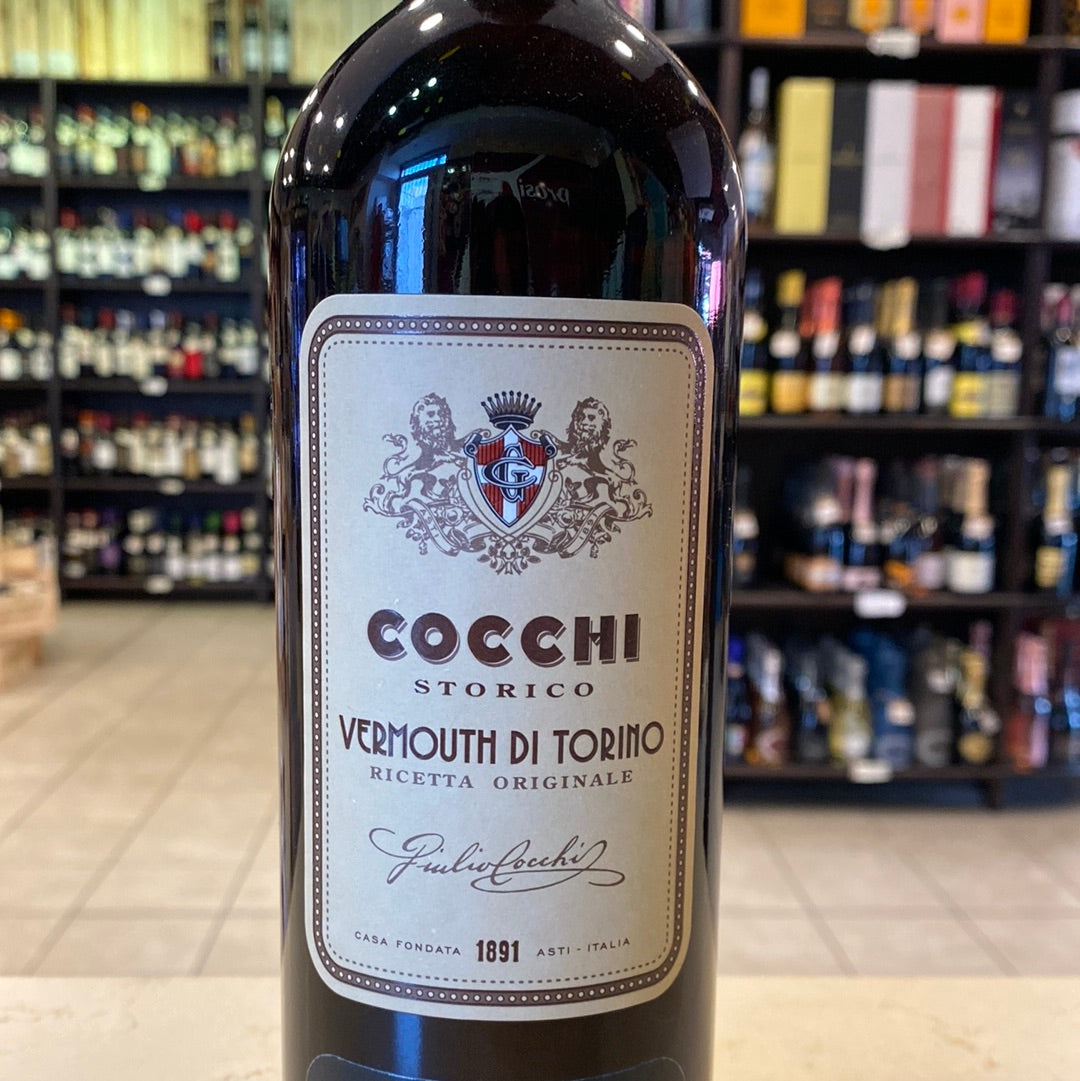 COCCHI
STORICO
VERMOUTH DI TORINO
RICETTA ORIGINALE
Giulio Cocchi
CASA FONDATA 1891 ASTI - ITALIA